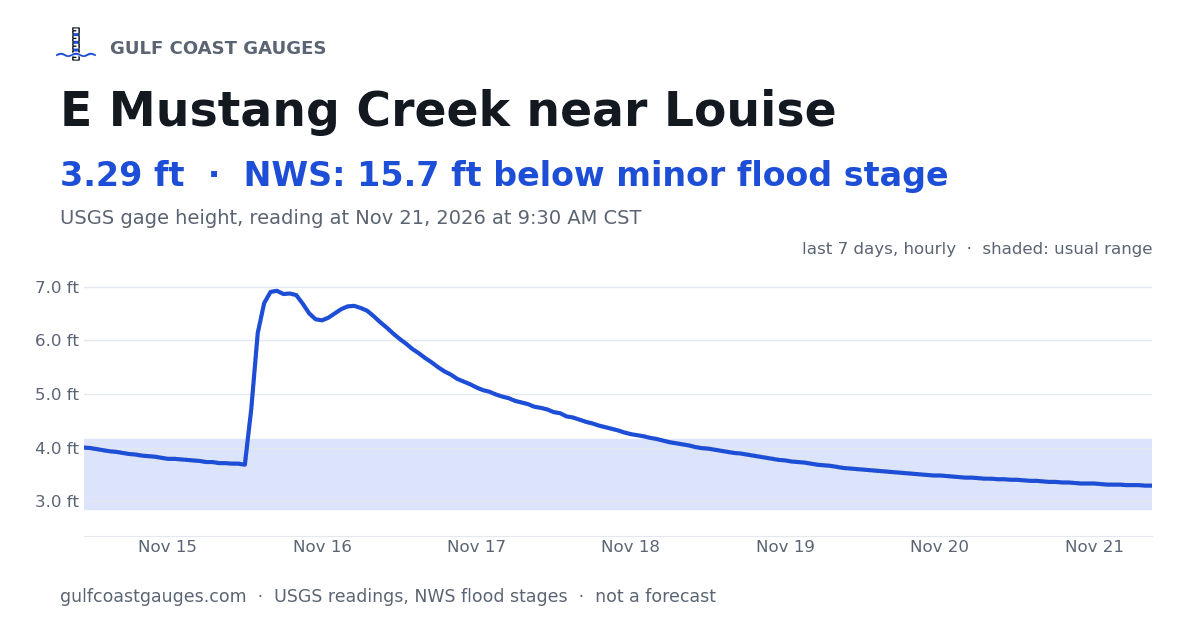 GULF COAST GAUGES
E Mustang Creek near Louise
3.29 ft · NWS: 15.7 ft below minor flood stage
USGS gage height, reading at Nov 21, 2026 at 9:30 AM CST
last 7 days, hourly · shaded: usual range
7.0 ft
6.0 ft
5.0 ft
4.0 ft
3.0 ft
Nov 15 Nov 16 Nov 17 Nov 18 Nov 19 Nov 20 Nov 21
gulfcoastgauges.com · USGS readings, NWS flood stages · not a forecast